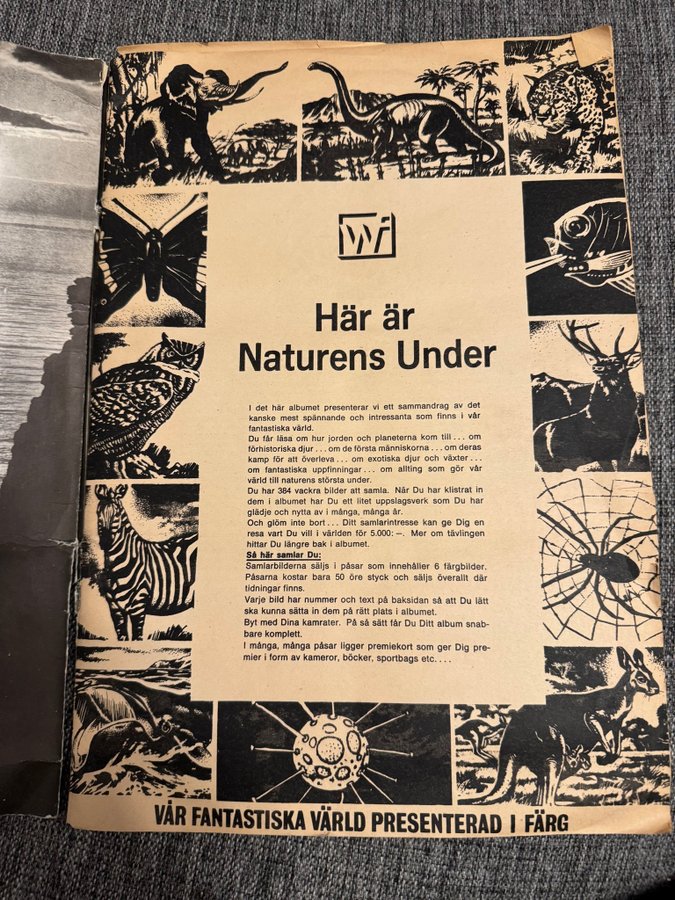 Wi
Här är
Naturens Under
I det här albumet presenterar vi ett sammandrag av det
kanske mest spännande och intressanta som finns i vår
fantastiska värld.
Du får läsa om hur jorden och planeterna kom till . . . om
förhistoriska djur . . . om de första människorna . . . om deras
kamp för att överleva . . . om exotiska djur och växter . . .
om fantastiska uppfinningar . . . om allting som gör vår
värld till naturens största under.
Du har 384 vackra bilder att samla. När Du har klistrat in
dem i albumet har Du ett litet uppslagsverk som Du har
glädje och nytta av i många, många år.
Och glöm inte bort . . . Ditt samlarintresse kan ge Dig en
resa vart Du vill i världen för 5.000: —. Mer om tävlingen
hittar Du längre bak i albumet.
Så här samlar Du:
Samlarbilderna säljs i påsar som innehåller 6 färgbilder.
Påsarna kostar bara 50 öre styck och säljs överallt där
tidningar finns.
Varje bild har nummer och text på baksidan så att Du lätt
ska kunna sätta in dem på rätt plats i albumet.
Byt med Dina kamrater. På så sätt får Du Ditt album snab-
bare komplett.
I många, många påsar ligger premiekort som ger Dig pre-
mier i form av kameror, böcker, sportbags etc. . . .
VÅR FANTASTISKA VÄRLD PRESENTERAD I FÄRG